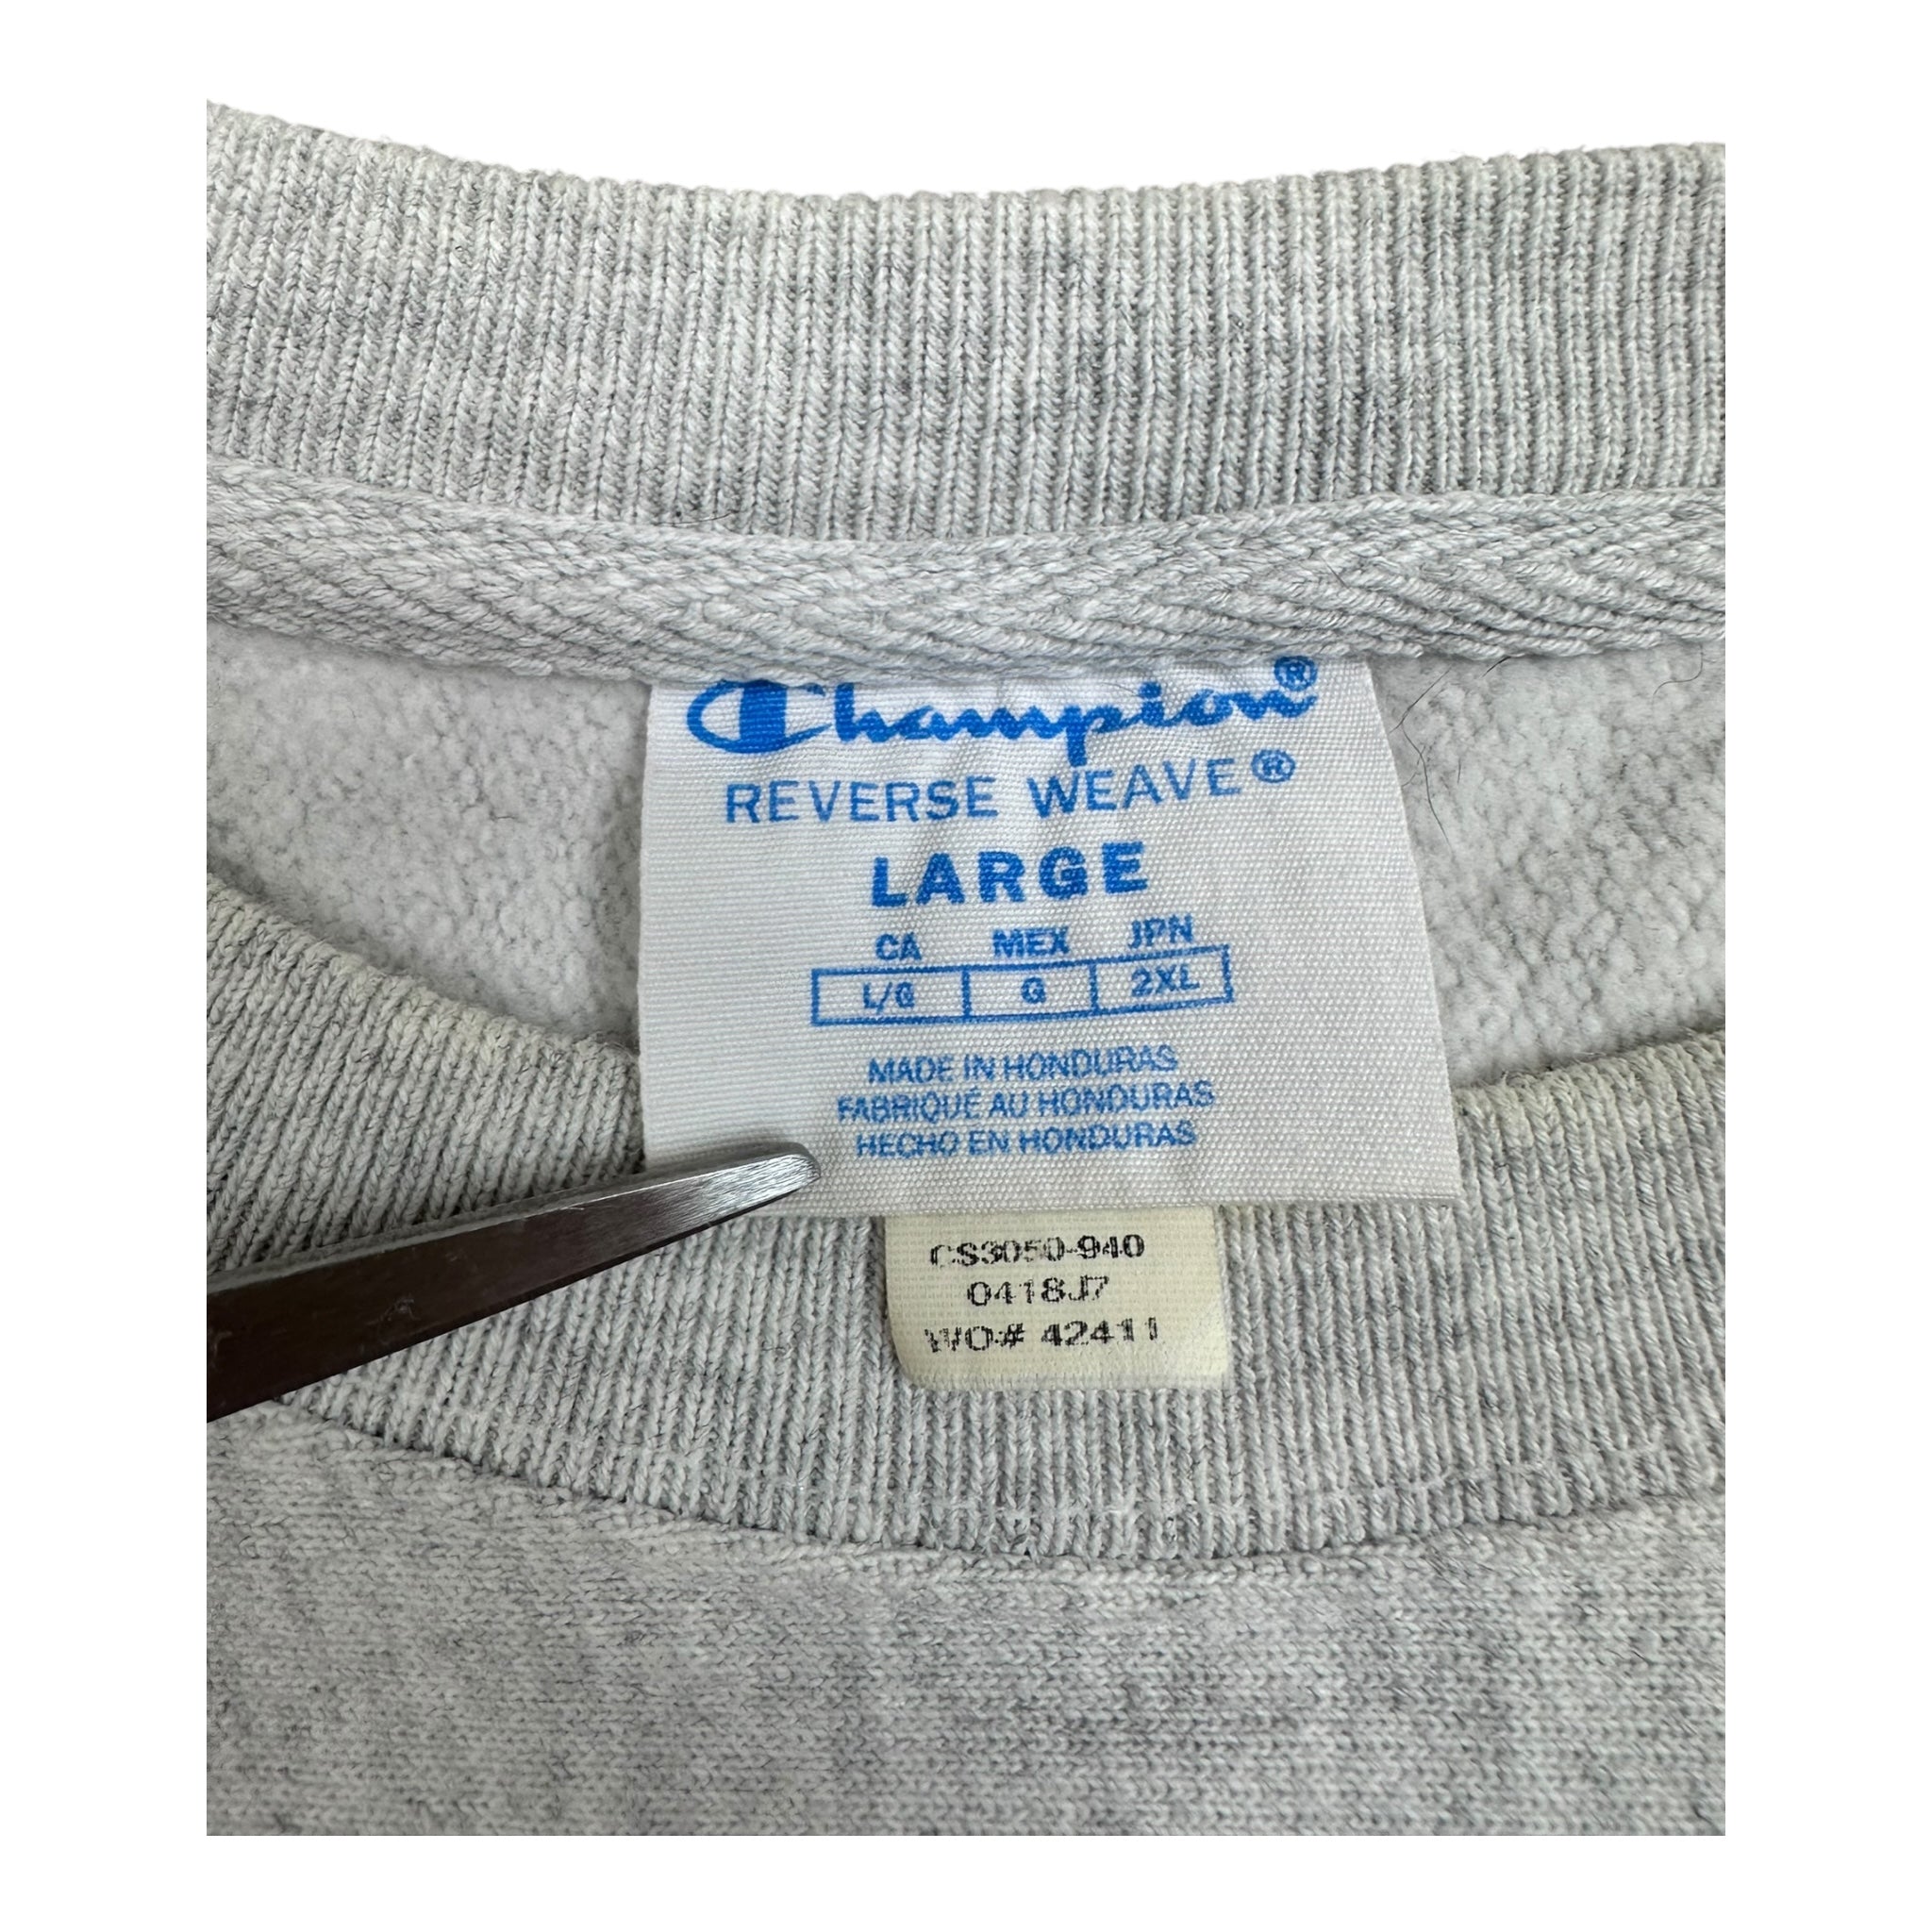 Champion®
REVERSE WEAVE®
LARGE
CA MEX JPN
L/G G 2XL
MADE IN HONDURAS
FABRIQUÉ AU HONDURAS
HECHO EN HONDURAS
CS3050-940
0418J7
WO# 42411